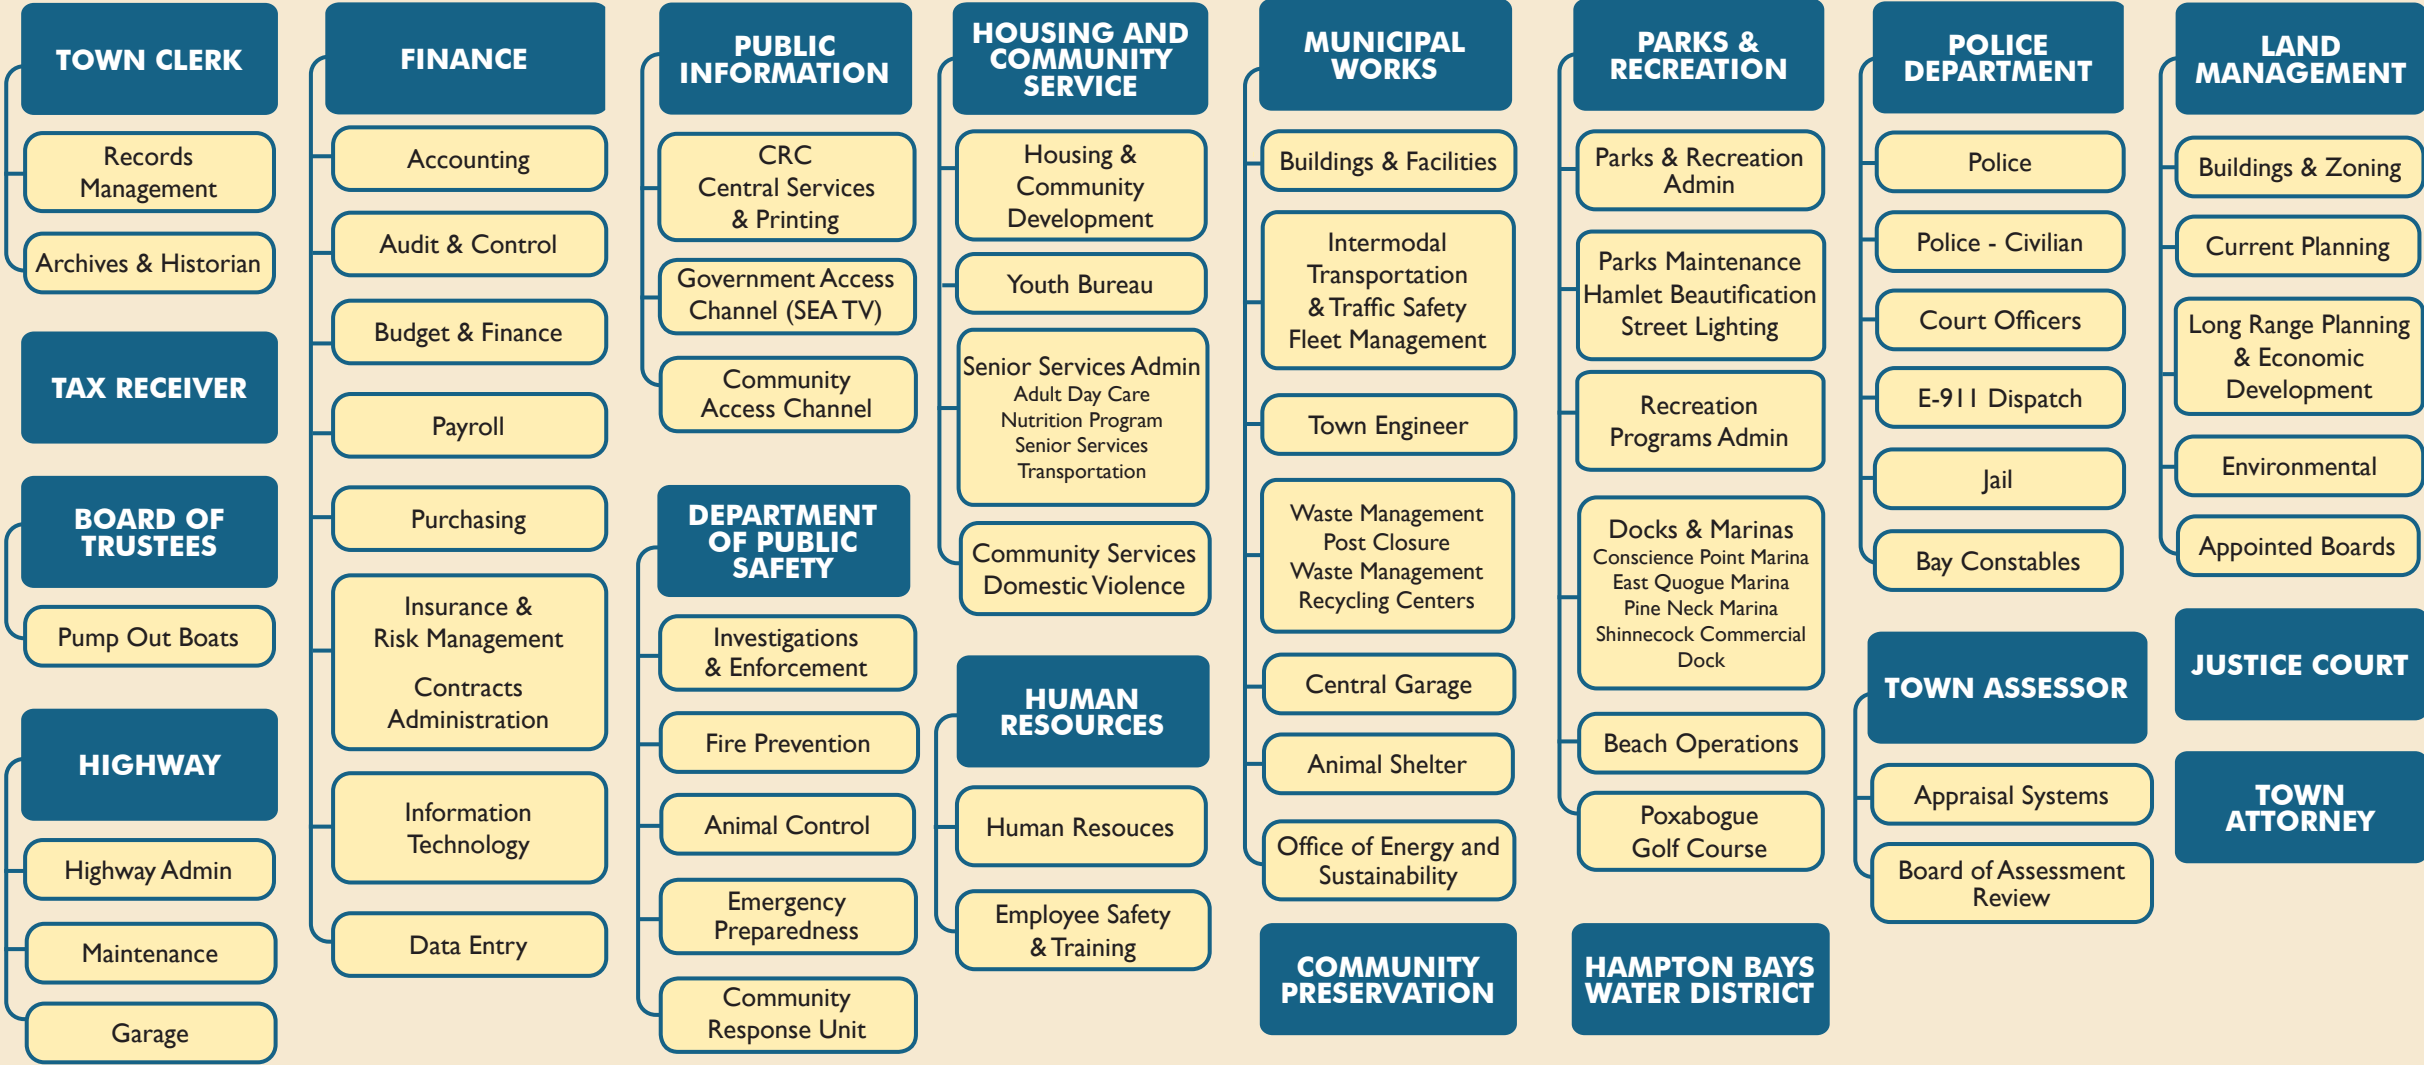 TOWN CLERK
Records
Management
Archives & Historian
TAX RECEIVER
BOARD OF
TRUSTEES
Pump Out Boats
HIGHWAY
Highway Admin
Maintenance
Garage
FINANCE
Accounting
Audit & Control
Budget & Finance
Payroll
Purchasing
Insurance &
Risk Management
Contracts
Administration
Information
Technology
Data Entry
PUBLIC
INFORMATION
CRC
Central Services
& Printing
Government Access
Channel (SEA TV)
Community
Access Channel
DEPARTMENT
OF PUBLIC
SAFETY
Investigations
& Enforcement
Fire Prevention
Animal Control
Emergency
Preparedness
Community
Response Unit
HOUSING AND
COMMUNITY
SERVICE
Housing &
Community
Development
Youth Bureau
Senior Services Admin
Adult Day Care
Nutrition Program
Senior Services
Transportation
Community Services
Domestic Violence
HUMAN
RESOURCES
Human Resouces
Employee Safety
& Training
MUNICIPAL
WORKS
Buildings & Facilities
Intermodal
Transportation
& Traffic Safety
Fleet Management
Town Engineer
Waste Management
Post Closure
Waste Management
Recycling Centers
Central Garage
Animal Shelter
Office of Energy and
Sustainability
COMMUNITY
PRESERVATION
PARKS &
RECREATION
Parks & Recreation
Admin
Parks Maintenance
Hamlet Beautification
Street Lighting
Recreation
Programs Admin
Docks & Marinas
Conscience Point Marina
East Quogue Marina
Pine Neck Marina
Shinnecock Commercial
Dock
Beach Operations
Poxabogue
Golf Course
HAMPTON BAYS
WATER DISTRICT
POLICE
DEPARTMENT
Police
Police - Civilian
Court Officers
E-911 Dispatch
Jail
Bay Constables
TOWN ASSESSOR
Appraisal Systems
Board of Assessment
Review
LAND
MANAGEMENT
Buildings & Zoning
Current Planning
Long Range Planning
& Economic
Development
Environmental
Appointed Boards
JUSTICE COURT
TOWN
ATTORNEY